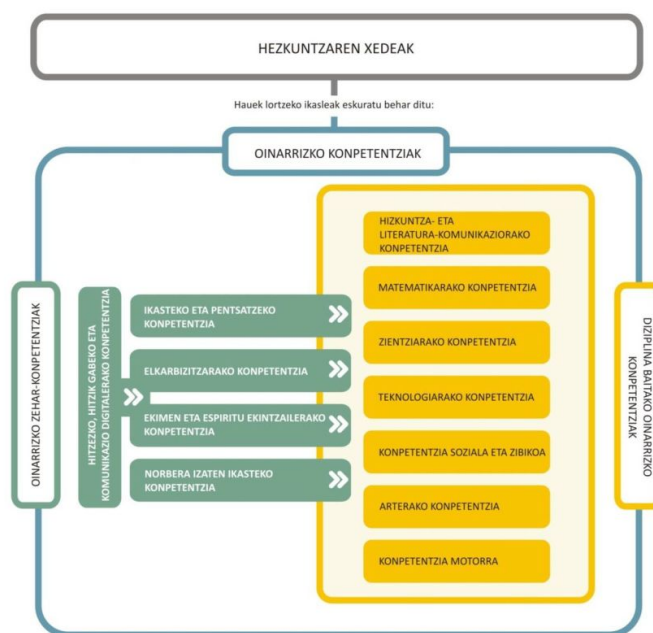 HEZKUNTZAREN XEDEAK
Hauek lortzeko ikasleak eskuratu behar ditu:
OINARRIZKO KONPETENTZIAK
OINARRIZKO ZEHAR-KONPETENTZIAK
HITZEZKO, HITZIK GABEKO ETA
KOMUNIKAZIO DIGITALERAKO KONPETENTZIA
IKASTEKO ETA PENTSATZEKO
KONPETENTZIA
ELKARBIZITZARAKO KONPETENTZIA
EKIMEN ETA ESPIRITU EKINTZAILERAKO
KONPETENTZIA
NORBERA IZATEN IKASTEKO
KONPETENTZIA
HIZKUNTZA- ETA
LITERATURA-KOMUNIKAZIORAKO
KONPETENTZIA
MATEMATIKARAKO KONPETENTZIA
ZIENTZIARAKO KONPETENTZIA
TEKNOLOGIARAKO KONPETENTZIA
KONPETENTZIA SOZIALA ETA ZIBIKOA
ARTERAKO KONPETENTZIA
KONPETENTZIA MOTORRA
DIZIPLINA BAITAKO OINARRIZKO
KONPETENTZIAK